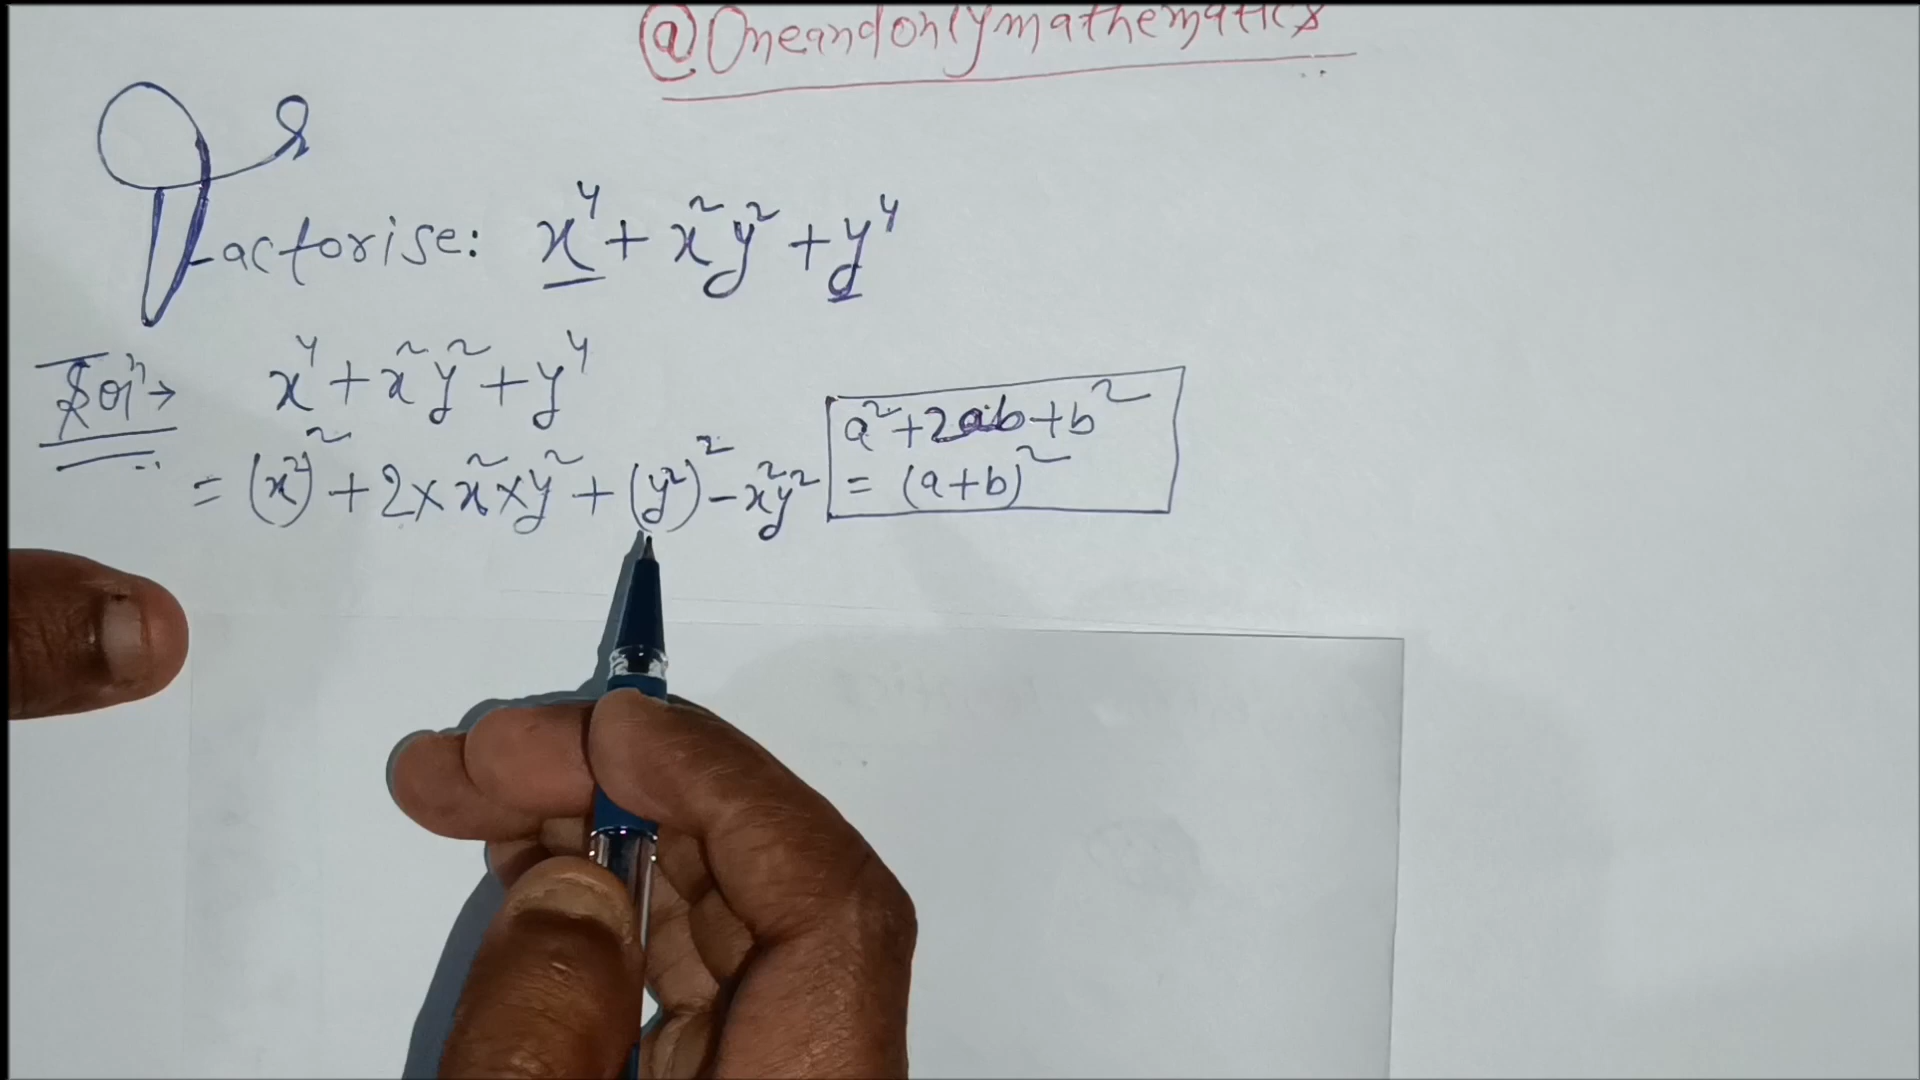 @Oneandonlymathematics
Factorise: x⁴ + x²y² + y⁴
Solⁿ→ x⁴ + x²y² + y⁴
= (x²)² + 2 × x² × y² + (y²)² - x²y²
a² + 2ab + b²
= (a+b)²